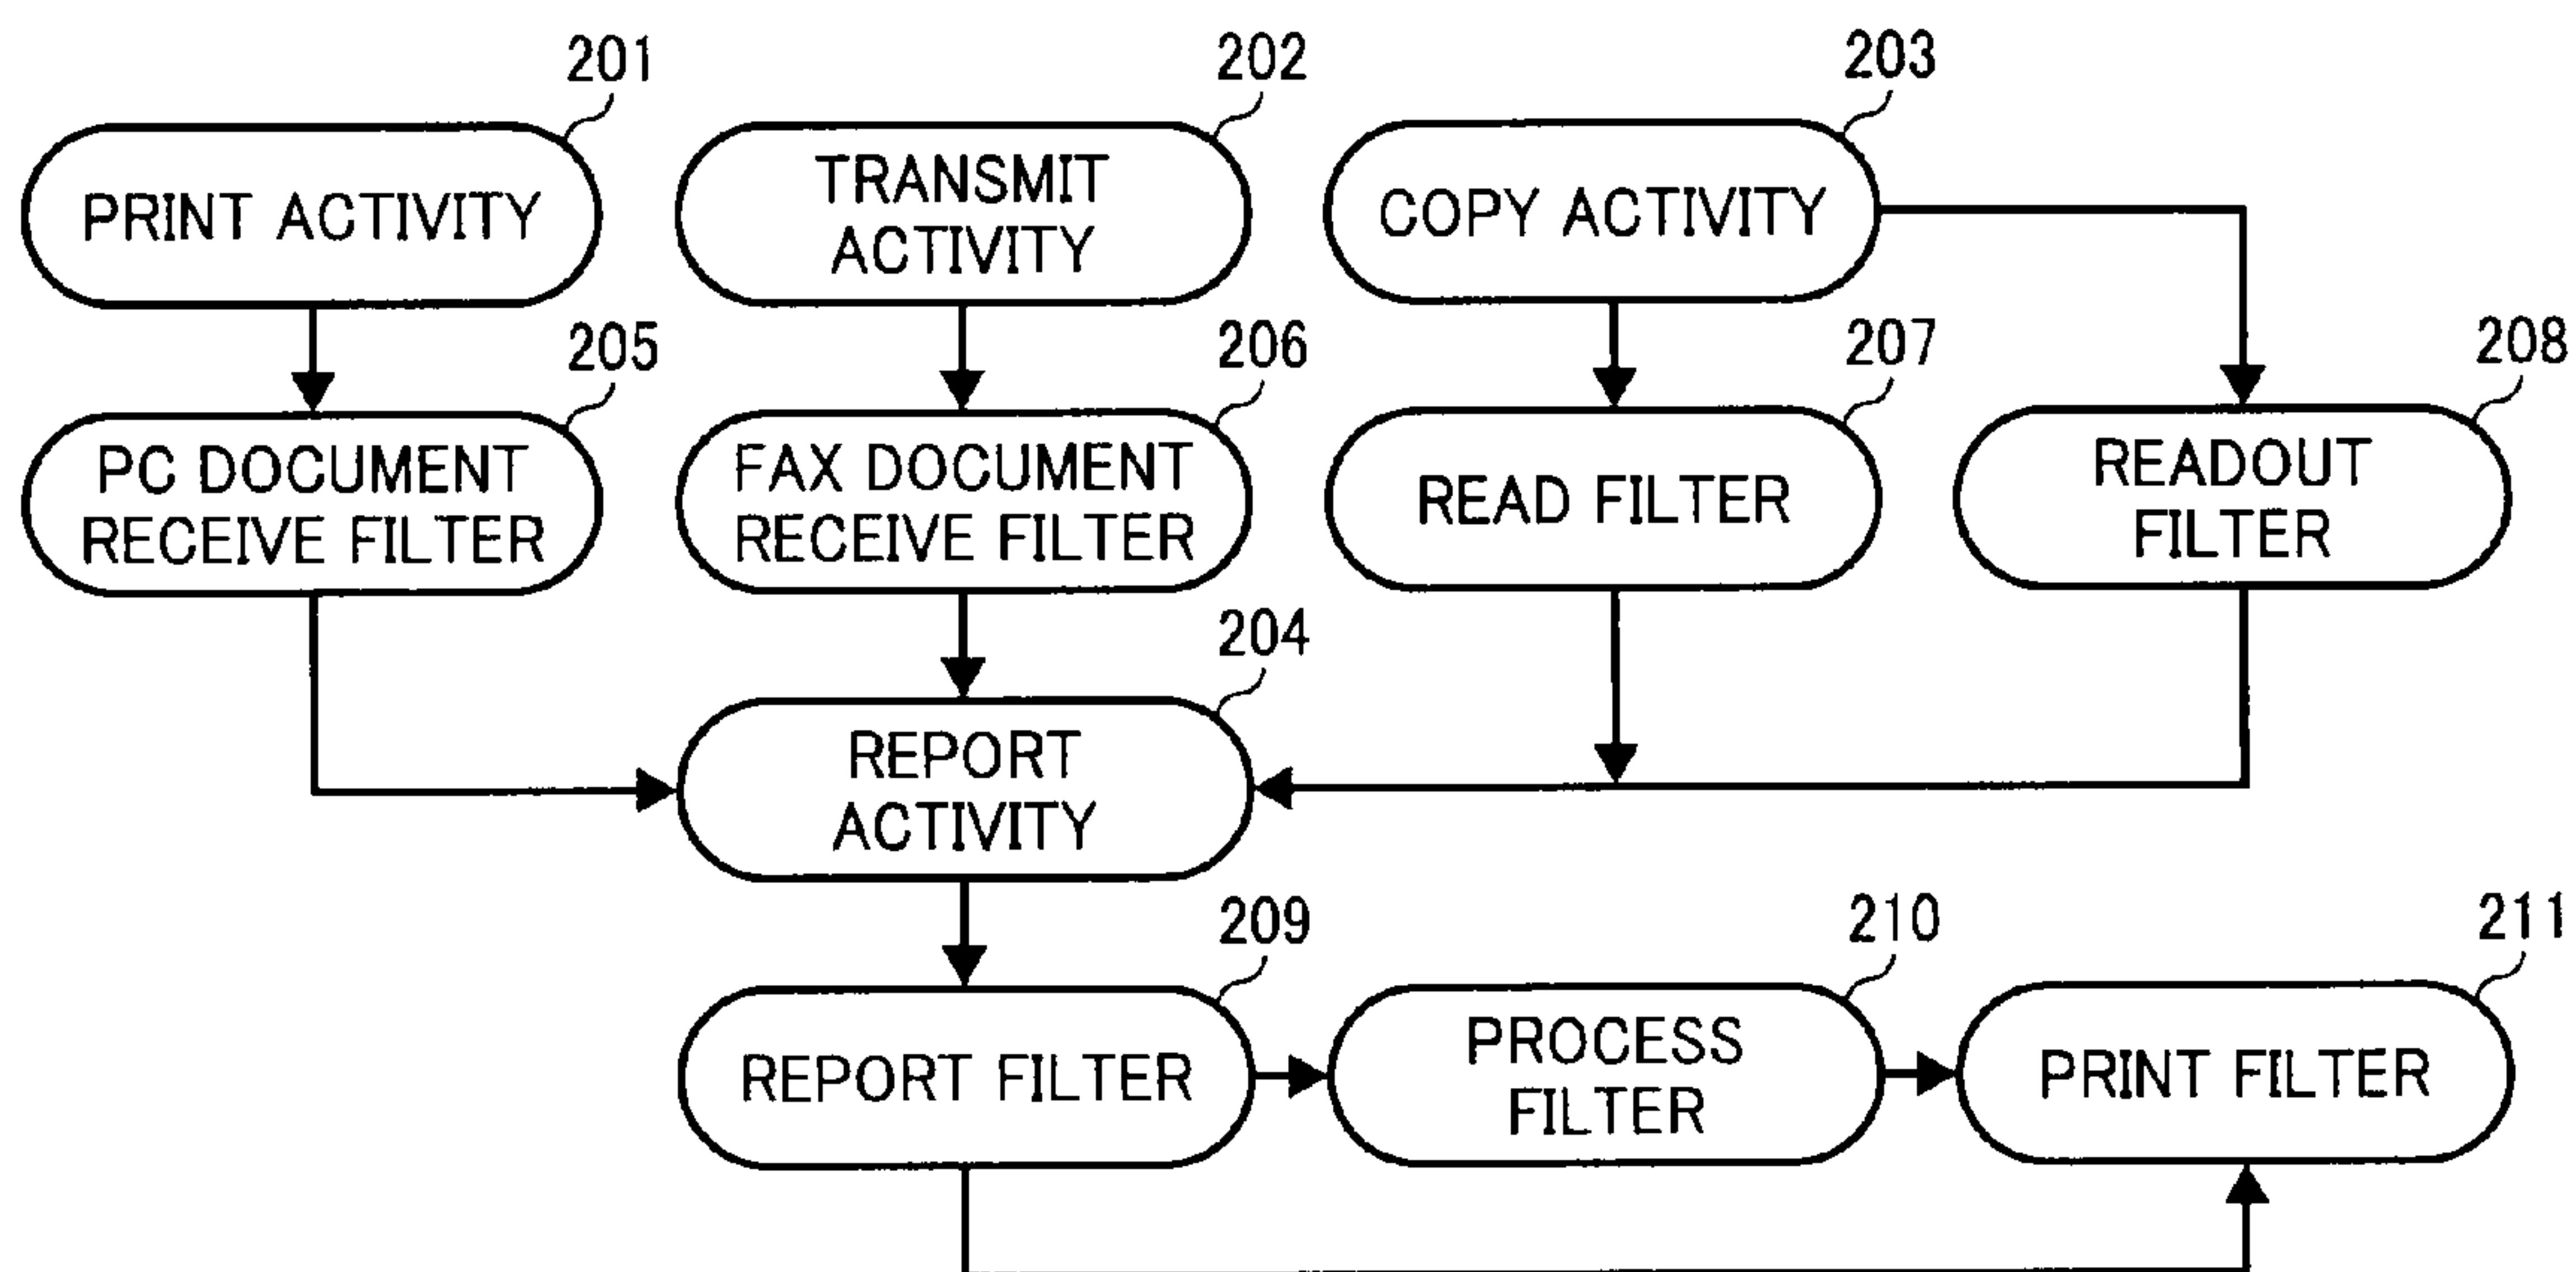 201
202
203
PRINT ACTIVITY
TRANSMIT
ACTIVITY
COPY ACTIVITY
205
206
207
208
PC DOCUMENT
RECEIVE FILTER
FAX DOCUMENT
RECEIVE FILTER
READ FILTER
READOUT
FILTER
204
REPORT
ACTIVITY
209
210
211
REPORT FILTER
PROCESS
FILTER
PRINT FILTER